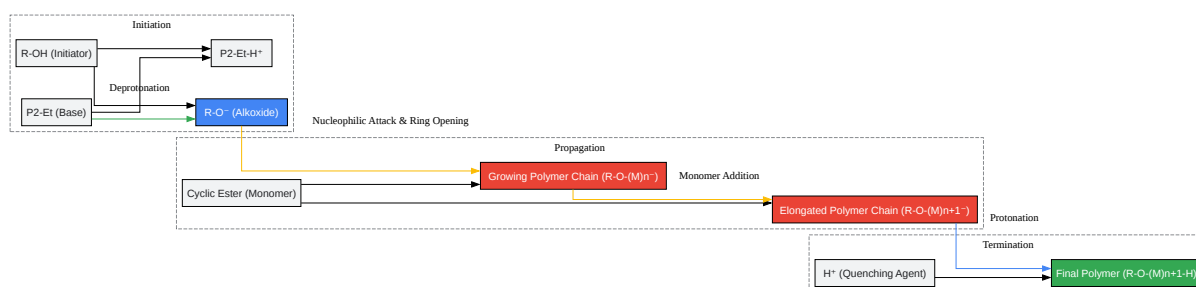 Initiation
R-OH (Initiator)
P2-Et-H⁺
Deprotonation
P2-Et (Base)
R-O⁻ (Alkoxide)
Nucleophilic Attack & Ring Opening
Propagation
Growing Polymer Chain (R-O-(M)n⁻)
Monomer Addition
Cyclic Ester (Monomer)
Elongated Polymer Chain (R-O-(M)n+1⁻)
Protonation
Termination
H⁺ (Quenching Agent)
Final Polymer (R-O-(M)n+1-H)